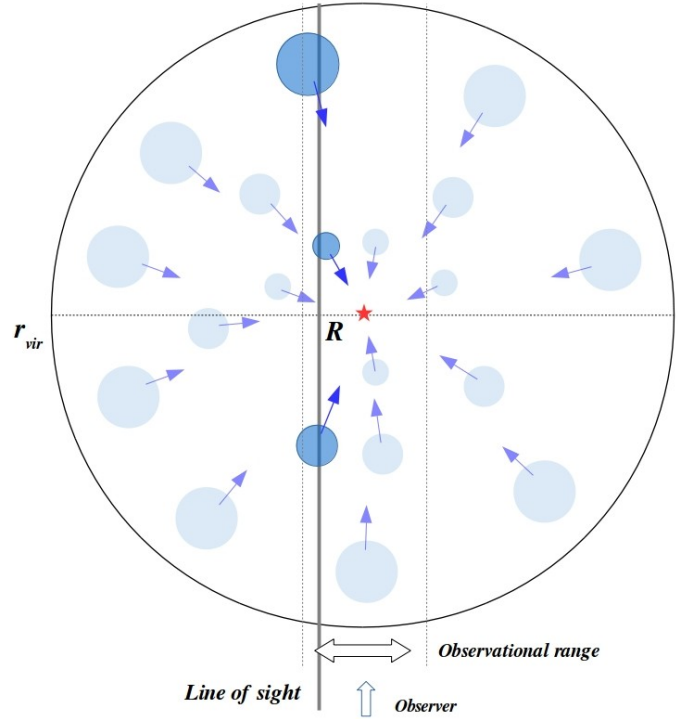 R
r_vir
Observational range
Line of sight
Observer